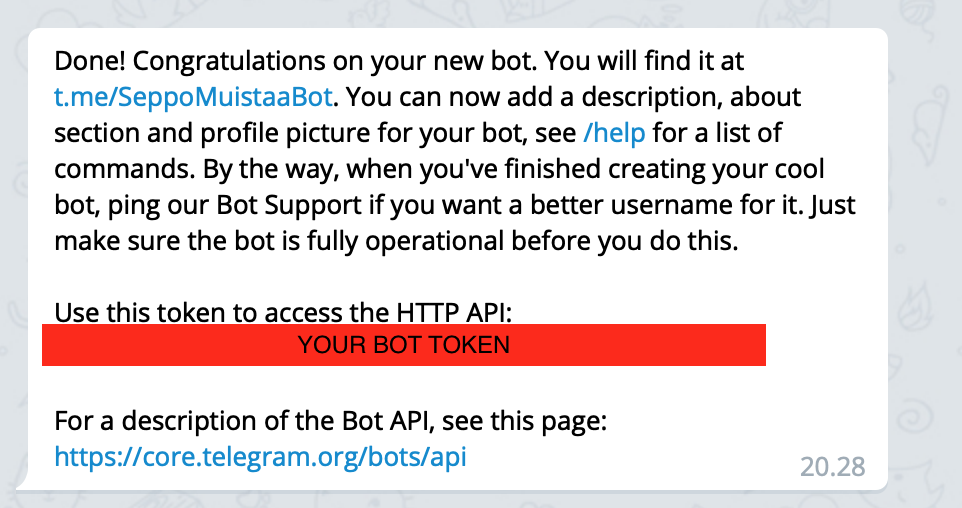 Done! Congratulations on your new bot. You will find it at
t.me/SeppoMuistaaBot. You can now add a description, about
section and profile picture for your bot, see /help for a list of
commands. By the way, when you've finished creating your cool
bot, ping our Bot Support if you want a better username for it. Just
make sure the bot is fully operational before you do this.
Use this token to access the HTTP API:
YOUR BOT TOKEN
For a description of the Bot API, see this page:
https://core.telegram.org/bots/api
20.28